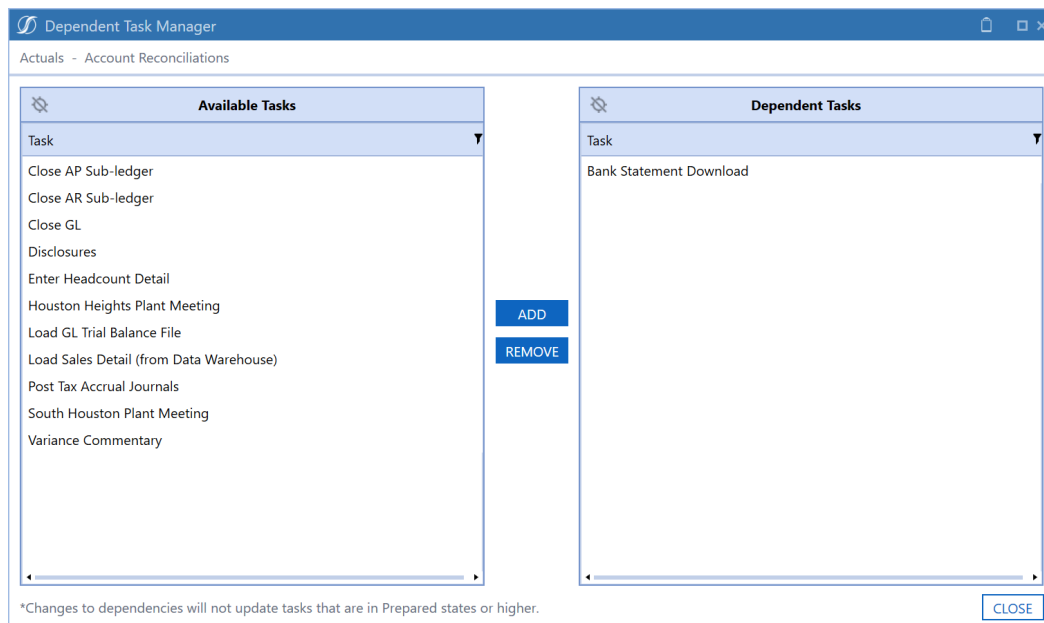 Dependent Task Manager
Actuals - Account Reconciliations
Available Tasks
Task
Close AP Sub-ledger
Close AR Sub-ledger
Close GL
Disclosures
Enter Headcount Detail
Houston Heights Plant Meeting
Load GL Trial Balance File
Load Sales Detail (from Data Warehouse)
Post Tax Accrual Journals
South Houston Plant Meeting
Variance Commentary
ADD
REMOVE
Dependent Tasks
Task
Bank Statement Download
*Changes to dependencies will not update tasks that are in Prepared states or higher.
CLOSE